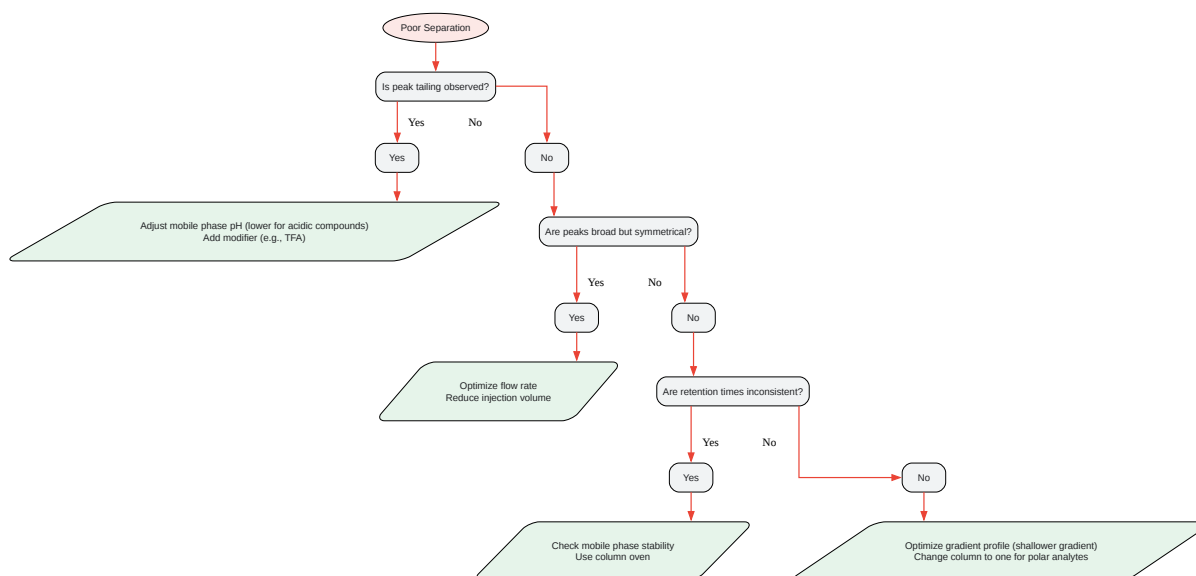 Poor Separation
Is peak tailing observed?
Yes
No
Yes
No
Adjust mobile phase pH (lower for acidic compounds)
Add modifier (e.g., TFA)
Are peaks broad but symmetrical?
Yes
No
Yes
No
Optimize flow rate
Reduce injection volume
Are retention times inconsistent?
Yes
No
Yes
No
Check mobile phase stability
Use column oven
Optimize gradient profile (shallower gradient)
Change column to one for polar analytes